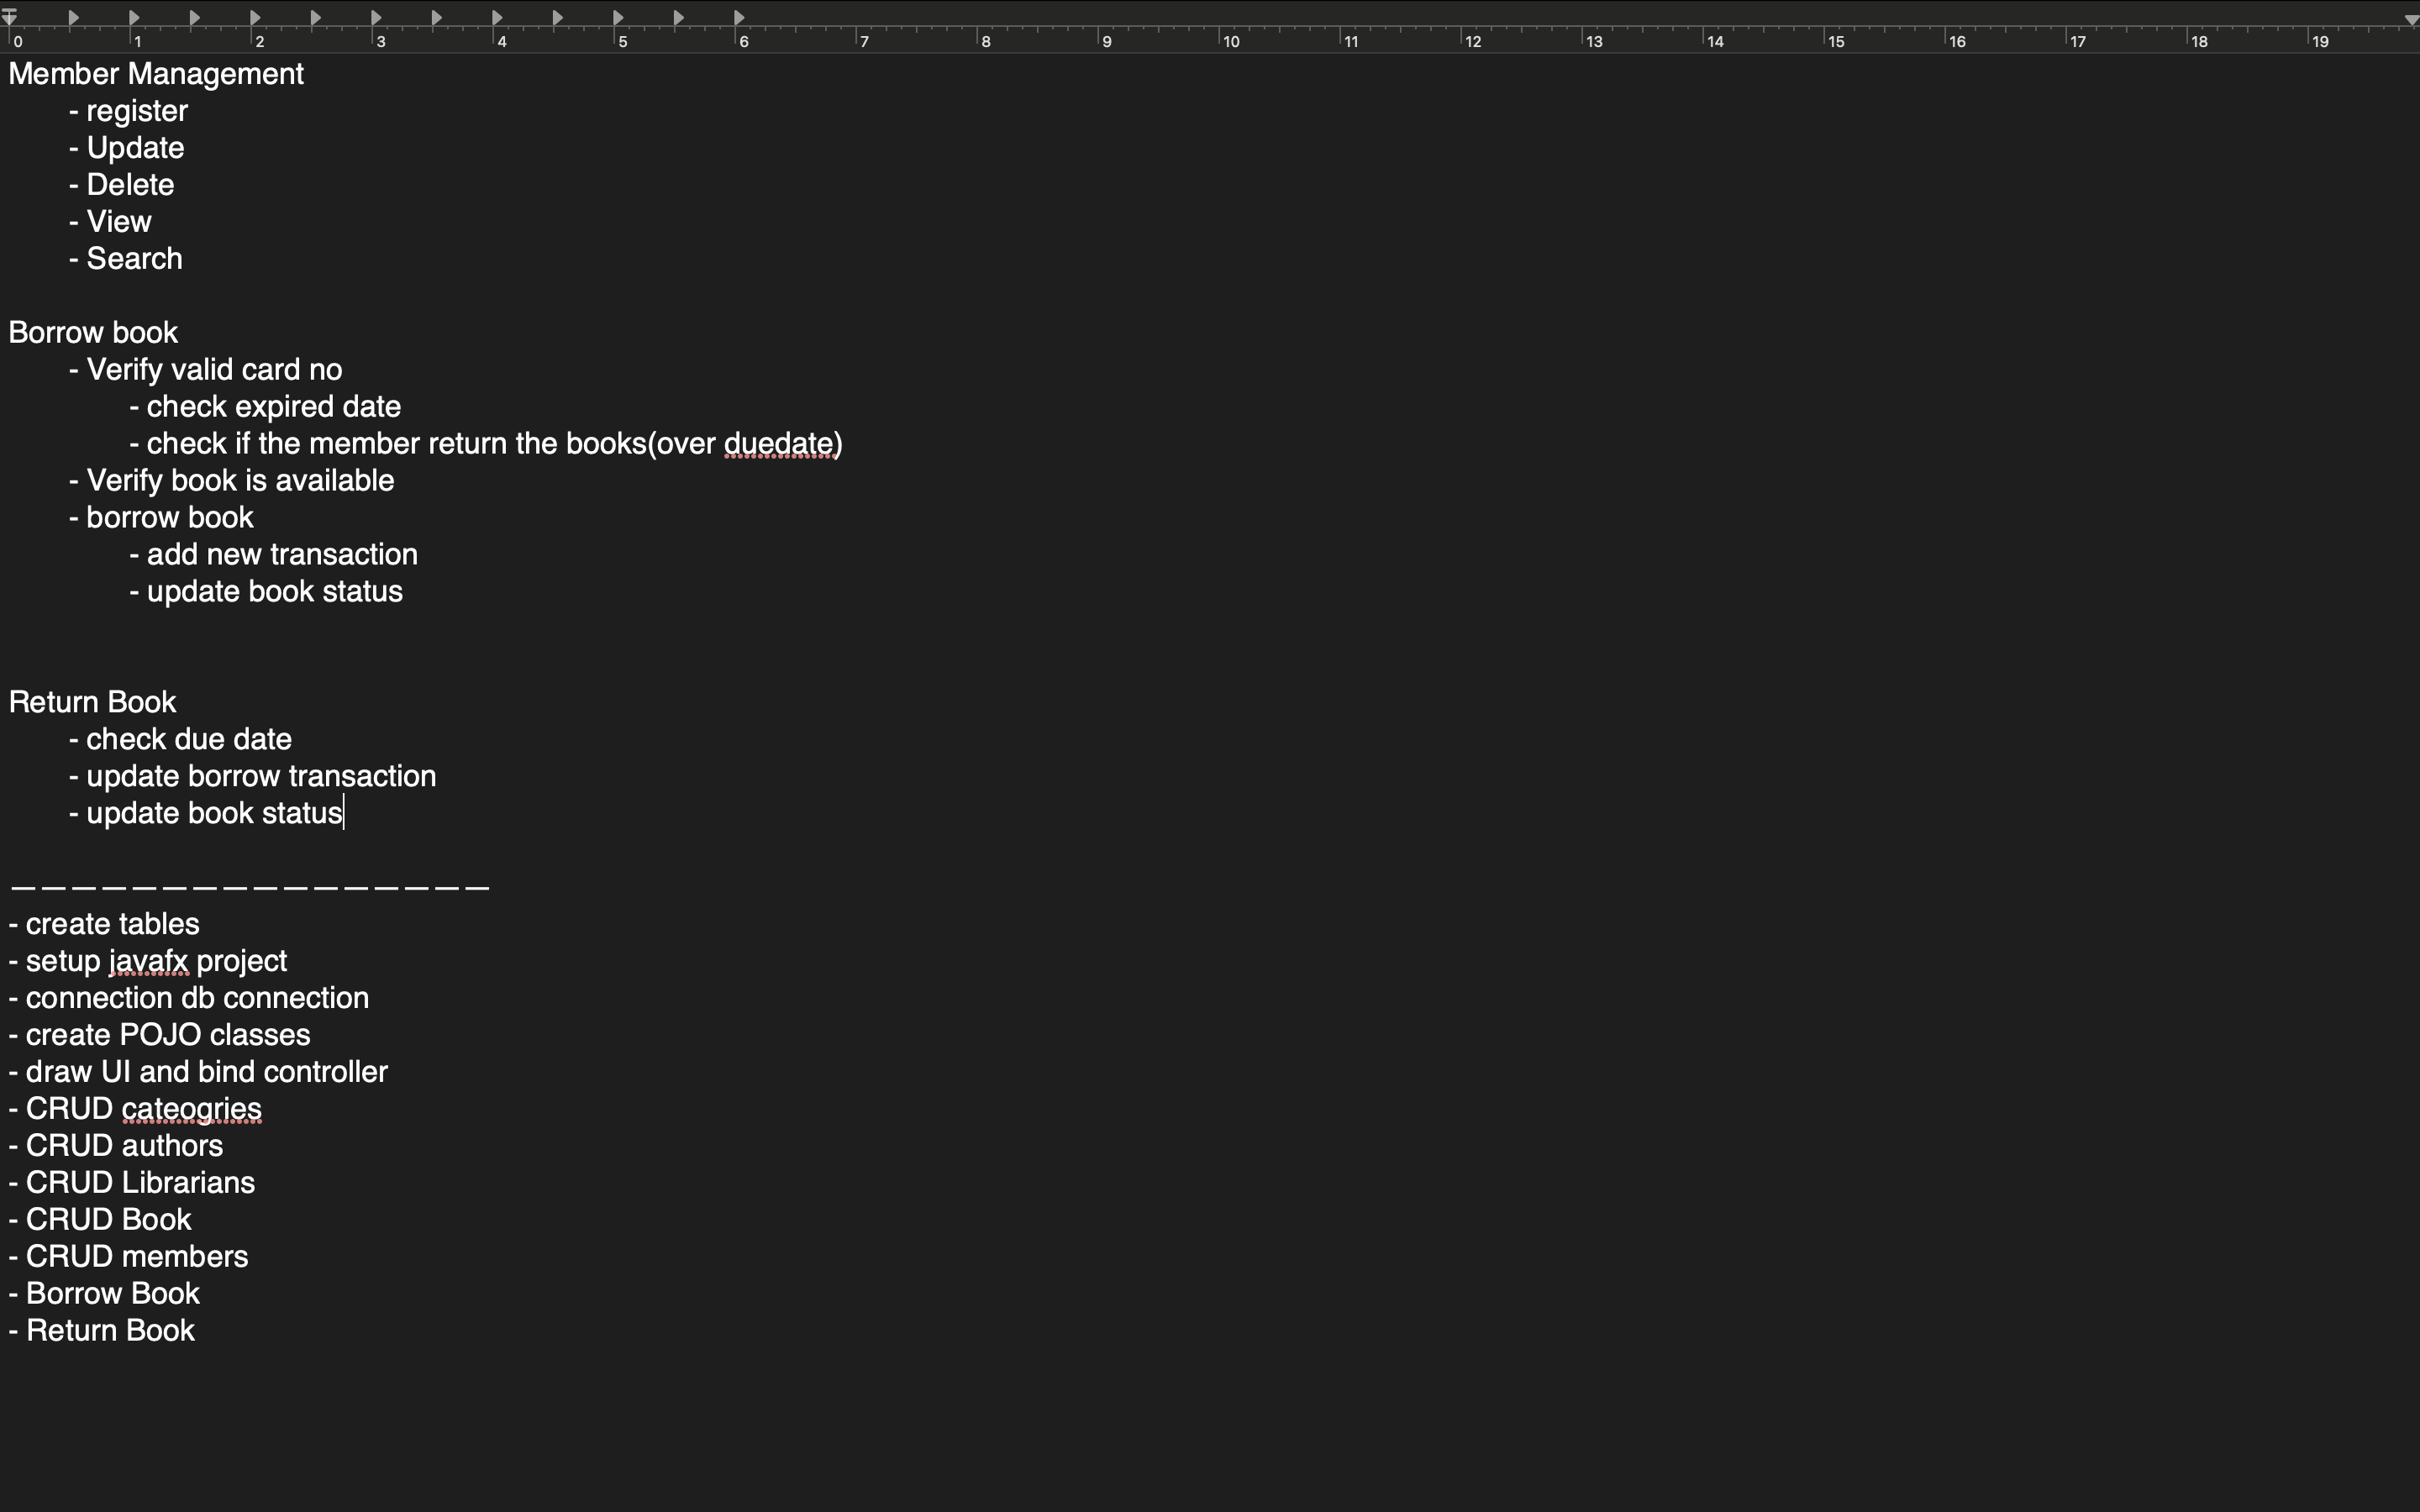 0 1 2 3 4 5 6 7 8 9 10 11 12 13 14 15 16 17 18 19
Member Management
- register
- Update
- Delete
- View
- Search
Borrow book
- Verify valid card no
- check expired date
- check if the member return the books(over duedate)
- Verify book is available
- borrow book
- add new transaction
- update book status
Return Book
- check due date
- update borrow transaction
- update book status
————————————————
- create tables
- setup javafx project
- connection db connection
- create POJO classes
- draw UI and bind controller
- CRUD cateogries
- CRUD authors
- CRUD Librarians
- CRUD Book
- CRUD members
- Borrow Book
- Return Book